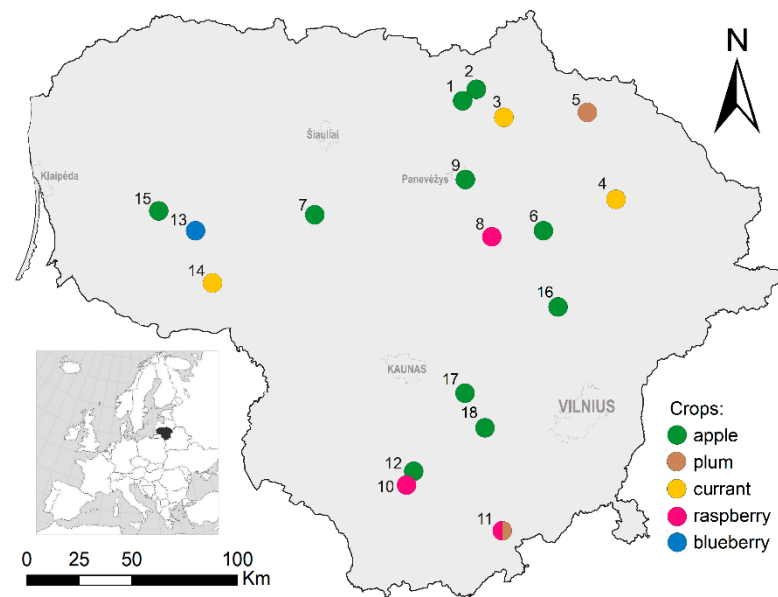 N
2
1
3
5
Šiauliai
9
Panevėžys
Klaipėda
4
15
7
13
8
6
14
16
KAUNAS
17
VILNIUS
18
Crops:
apple
plum
currant
raspberry
blueberry
12
10
11
0 25 50 100
Km